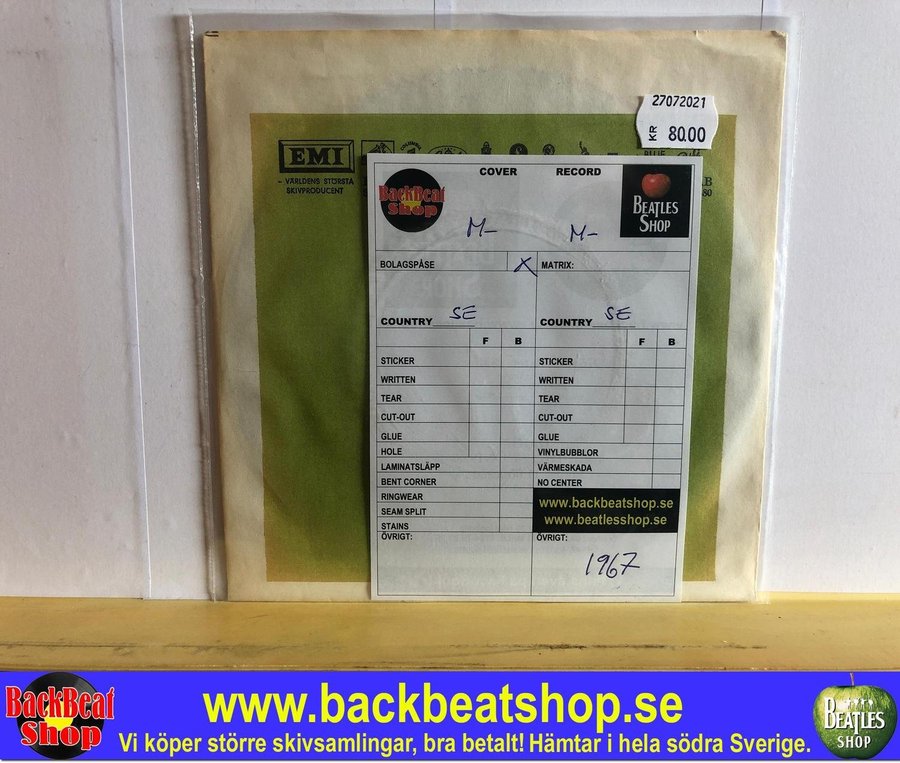 27072021
KR 80.00
EMI
- VÄRLDENS STÖRSTA
SKIVPRODUCENT
BLUE
80
BackBeat
Shop
COVER
RECORD
BEATLES
SHOP
M-
M-
BOLAGSPÅSE X
MATRIX:
COUNTRY SE
COUNTRY SE
F B
F B
STICKER
STICKER
WRITTEN
WRITTEN
TEAR
TEAR
CUT-OUT
CUT-OUT
GLUE
GLUE
HOLE
VINYLBUBBLOR
LAMINATSLÄPP
VÄRMESKADA
BENT CORNER
NO CENTER
RINGWEAR
SEAM SPLIT
STAINS
www.backbeatshop.se
www.beatlesshop.se
ÖVRIGT:
ÖVRIGT:
1967
BackBeat
Shop
www.backbeatshop.se
Vi köper större skivsamlingar, bra betalt! Hämtar i hela södra Sverige.
BEATLES
SHOP